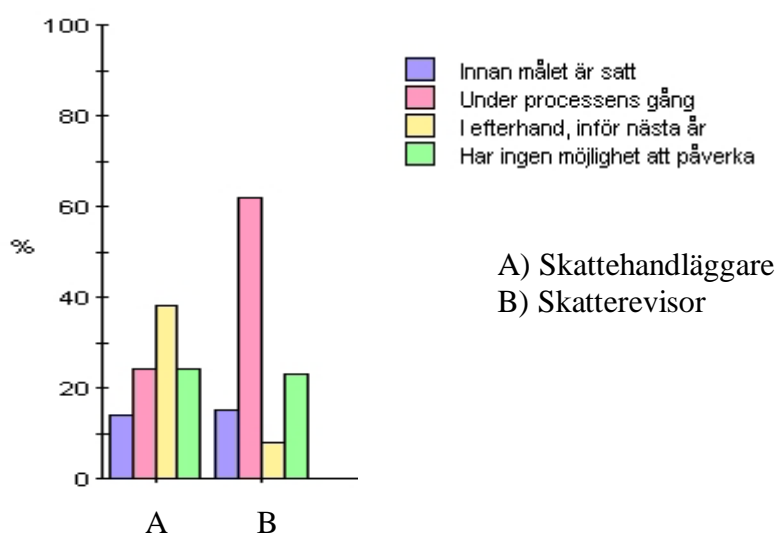 100
80
60
40
20
0
%
Innan målet är satt
Under processens gång
I efterhand, inför nästa år
Har ingen möjlighet att påverka
A) Skattehandläggare
B) Skatterevisor
A B